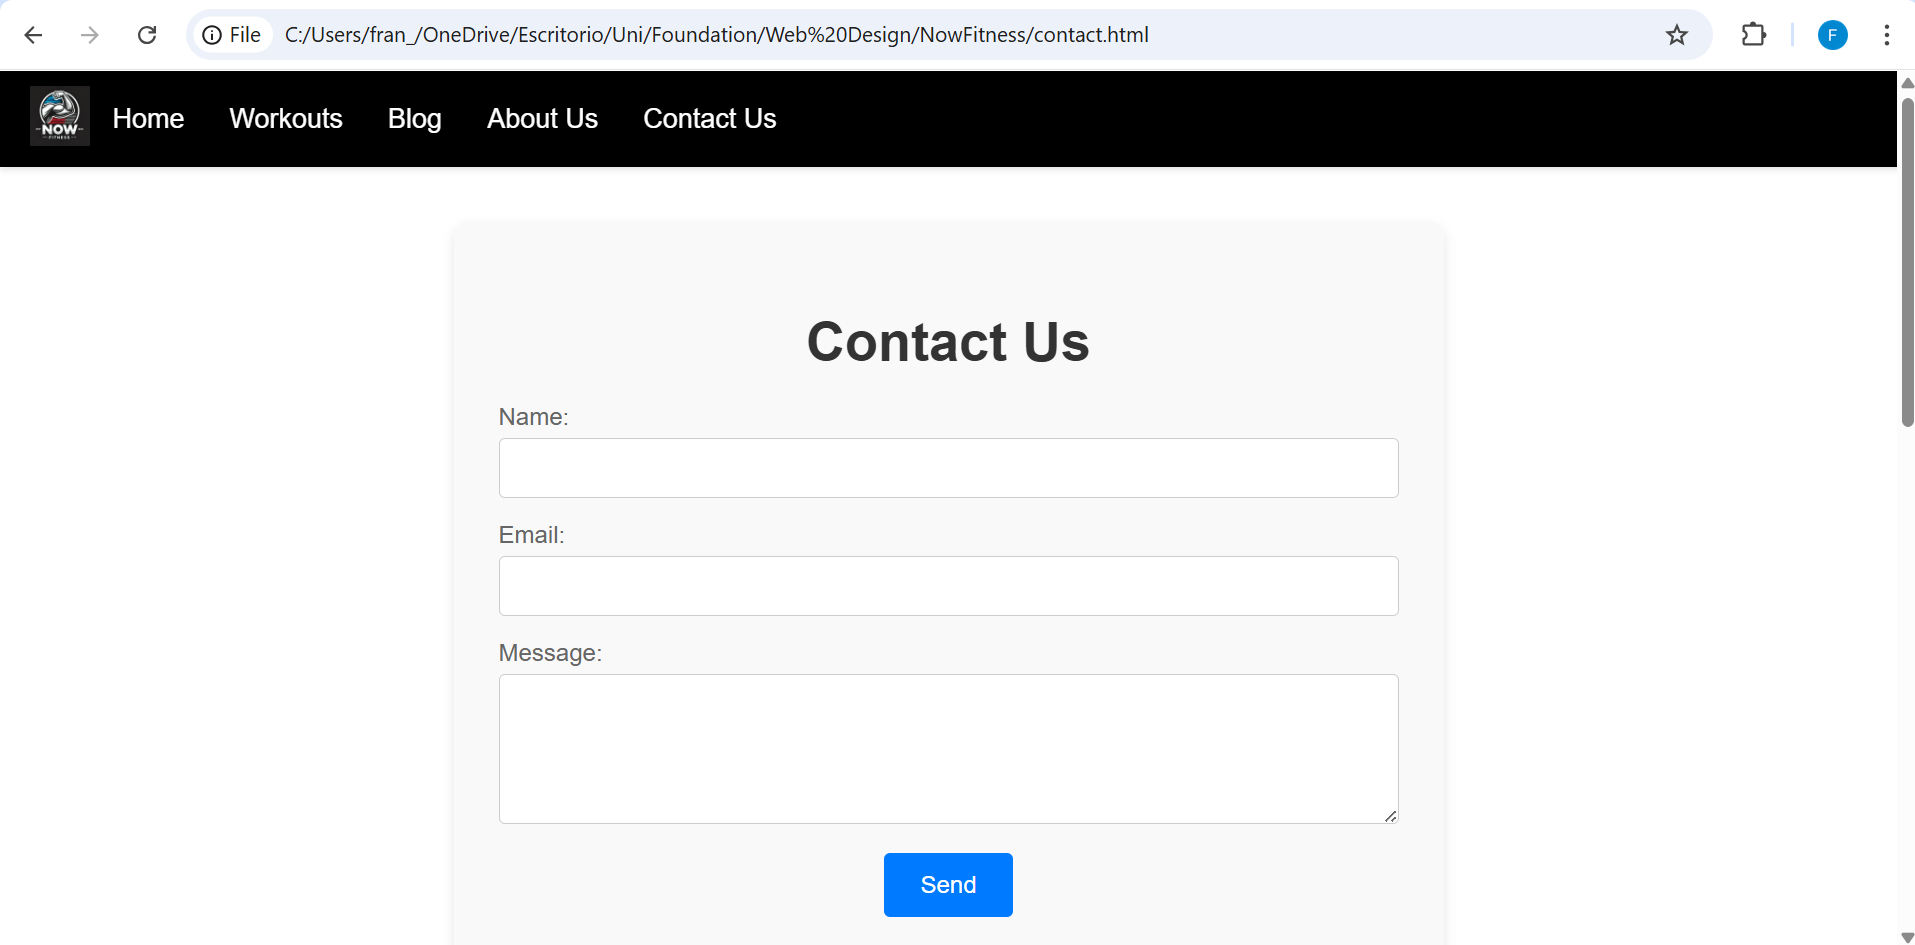 File C:/Users/fran_/OneDrive/Escritorio/Uni/Foundation/Web%20Design/NowFitness/contact.html F
NOW
FITNESS
Home Workouts Blog About Us Contact Us
Contact Us
Name:
Email:
Message:
Send